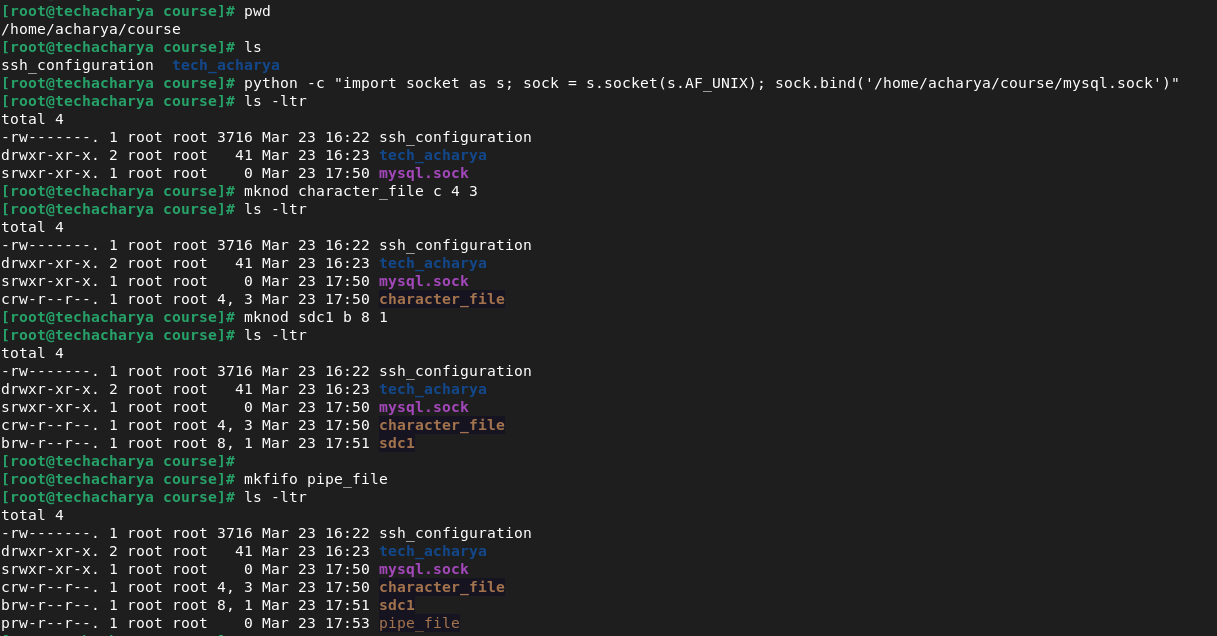 [root@techacharya course]# pwd
/home/acharya/course
[root@techacharya course]# ls
ssh_configuration  tech_acharya
[root@techacharya course]# python -c "import socket as s; sock = s.socket(s.AF_UNIX); sock.bind('/home/acharya/course/mysql.sock')"
[root@techacharya course]# ls -ltr
total 4
-rw-------. 1 root root 3716 Mar 23 16:22 ssh_configuration
drwxr-xr-x. 2 root root   41 Mar 23 16:23 tech_acharya
srwxr-xr-x. 1 root root    0 Mar 23 17:50 mysql.sock
[root@techacharya course]# mknod character_file c 4 3
[root@techacharya course]# ls -ltr
total 4
-rw-------. 1 root root 3716 Mar 23 16:22 ssh_configuration
drwxr-xr-x. 2 root root   41 Mar 23 16:23 tech_acharya
srwxr-xr-x. 1 root root    0 Mar 23 17:50 mysql.sock
crw-r--r--. 1 root root 4, 3 Mar 23 17:50 character_file
[root@techacharya course]# mknod sdc1 b 8 1
[root@techacharya course]# ls -ltr
total 4
-rw-------. 1 root root 3716 Mar 23 16:22 ssh_configuration
drwxr-xr-x. 2 root root   41 Mar 23 16:23 tech_acharya
srwxr-xr-x. 1 root root    0 Mar 23 17:50 mysql.sock
crw-r--r--. 1 root root 4, 3 Mar 23 17:50 character_file
brw-r--r--. 1 root root 8, 1 Mar 23 17:51 sdc1
[root@techacharya course]#
[root@techacharya course]# mkfifo pipe_file
[root@techacharya course]# ls -ltr
total 4
-rw-------. 1 root root 3716 Mar 23 16:22 ssh_configuration
drwxr-xr-x. 2 root root   41 Mar 23 16:23 tech_acharya
srwxr-xr-x. 1 root root    0 Mar 23 17:50 mysql.sock
crw-r--r--. 1 root root 4, 3 Mar 23 17:50 character_file
brw-r--r--. 1 root root 8, 1 Mar 23 17:51 sdc1
prw-r--r--. 1 root root    0 Mar 23 17:53 pipe_file